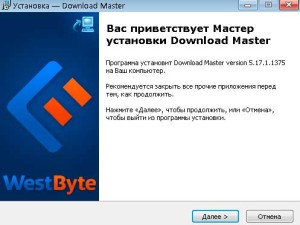 Установка — Download Master
Вас приветствует Мастер
установки Download Master
Программа установит Download Master version 5.17.1.1375
на Ваш компьютер.
Рекомендуется закрыть все прочие приложения перед
тем, как продолжить.
Нажмите «Далее», чтобы продолжить, или «Отмена»,
чтобы выйти из программы установки.
WestByte
Далее >
Отмена